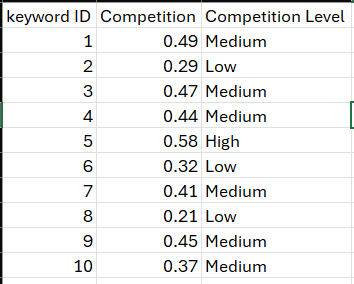 keyword ID Competition Competition Level
1 0.49 Medium
2 0.29 Low
3 0.47 Medium
4 0.44 Medium
5 0.58 High
6 0.32 Low
7 0.41 Medium
8 0.21 Low
9 0.45 Medium
10 0.37 Medium